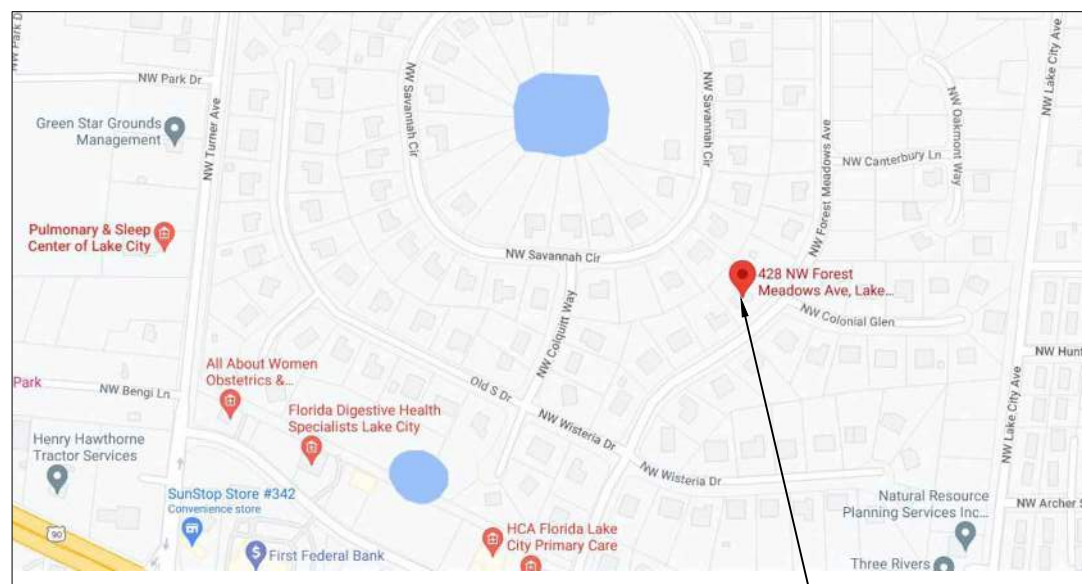 NW Park D
NW Park Dr
NW Turner Ave
NW Savannah Cir
NW Savannah Cir
NW Forest Meadows Ave
NW Oakmont Way
NW Lake City Ave
Green Star Grounds
Management
NW Canterbury Ln
Pulmonary & Sleep
Center of Lake City
NW Savannah Cir
428 NW Forest
Meadows Ave, Lake...
NW Colonial Glen
NW Colquitt Way
NW Hunt
All About Women
Obstetrics &...
Park
NW Bengi Ln
Old S Dr
NW Lake City Ave
Florida Digestive Health
Specialists Lake City
NW Wisteria Dr
Henry Hawthorne
Tractor Services
NW Wisteria Dr
SunStop Store #342
Convenience store
Natural Resource
Planning Services Inc...
NW Archer S
90
HCA Florida Lake
City Primary Care
First Federal Bank
Three Rivers